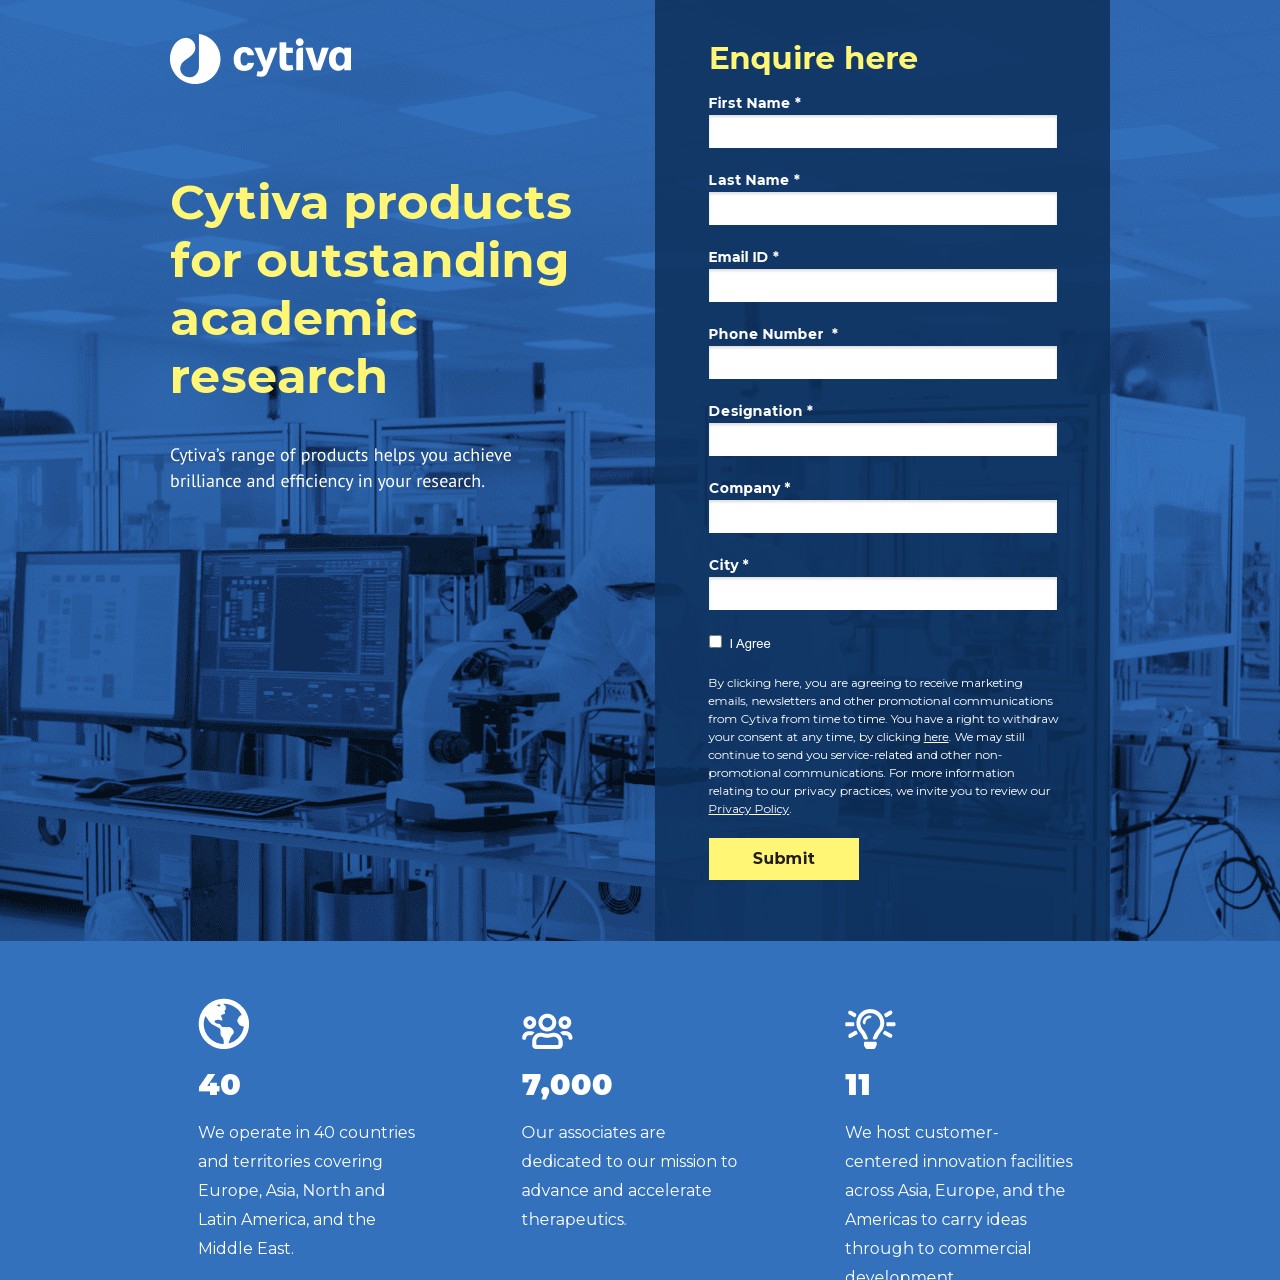 cytiva
Cytiva products
for outstanding
academic
research
Cytiva's range of products helps you achieve
brilliance and efficiency in your research.
Enquire here
First Name *
Last Name *
Email ID *
Phone Number *
Designation *
Company *
City *
I Agree
By clicking here, you are agreeing to receive marketing
emails, newsletters and other promotional communications
from Cytiva from time to time. You have a right to withdraw
your consent at any time, by clicking here. We may still
continue to send you service-related and other non-
promotional communications. For more information
relating to our privacy practices, we invite you to review our
Privacy Policy.
Submit
40
We operate in 40 countries
and territories covering
Europe, Asia, North and
Latin America, and the
Middle East.
7,000
Our associates are
dedicated to our mission to
advance and accelerate
therapeutics.
11
We host customer-
centered innovation facilities
across Asia, Europe, and the
Americas to carry ideas
through to commercial
development.